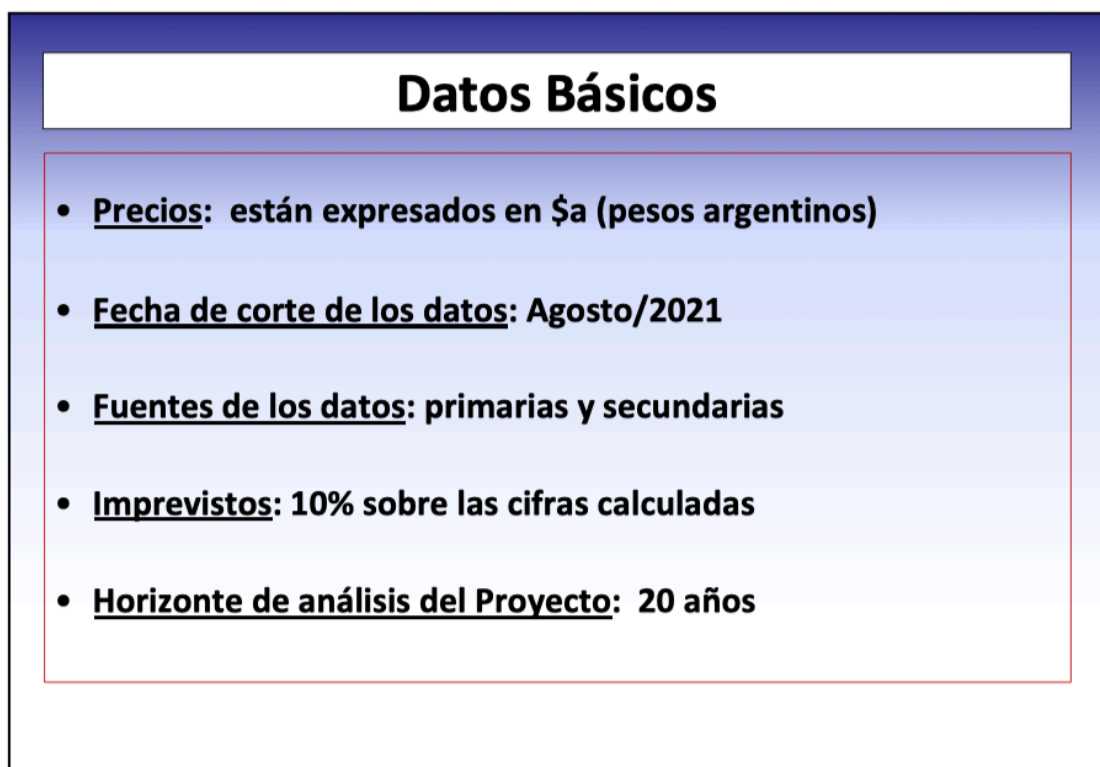 Datos Básicos
• Precios: están expresados en $a (pesos argentinos)
• Fecha de corte de los datos: Agosto/2021
• Fuentes de los datos: primarias y secundarias
• Imprevistos: 10% sobre las cifras calculadas
• Horizonte de análisis del Proyecto: 20 años